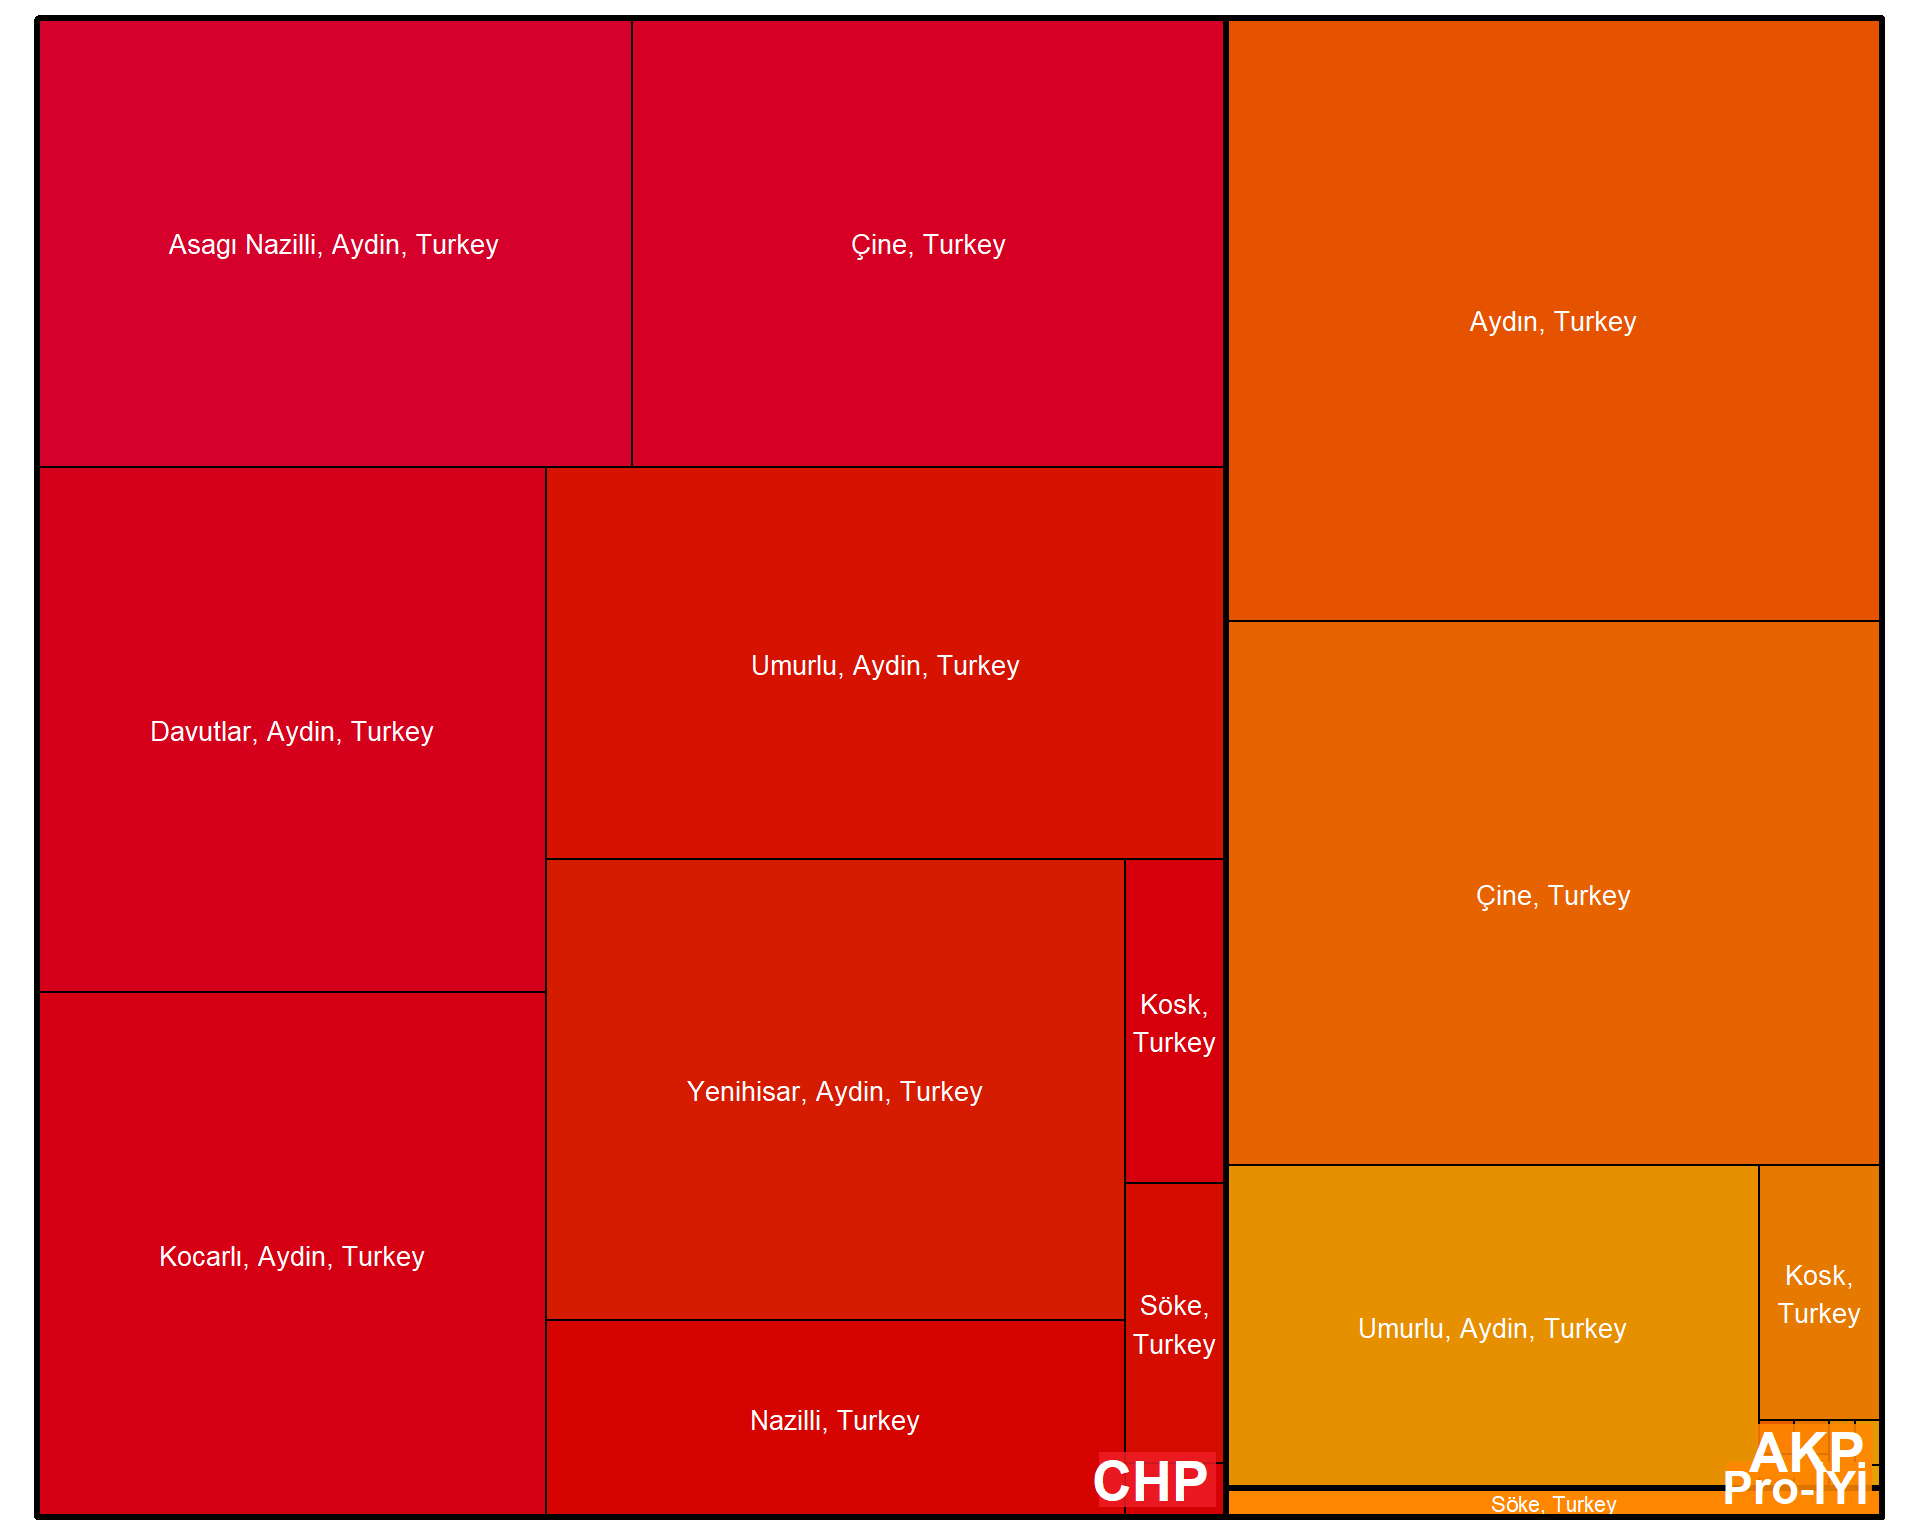 Asagı Nazilli, Aydin, Turkey
Çine, Turkey
Davutlar, Aydin, Turkey
Umurlu, Aydin, Turkey
Kocarlı, Aydin, Turkey
Yenihisar, Aydin, Turkey
Kosk,
Turkey
Söke,
Turkey
Nazilli, Turkey
CHP
Aydın, Turkey
Çine, Turkey
Umurlu, Aydin, Turkey
Kosk,
Turkey
AKP
Pro-İYİ
Söke, Turkey